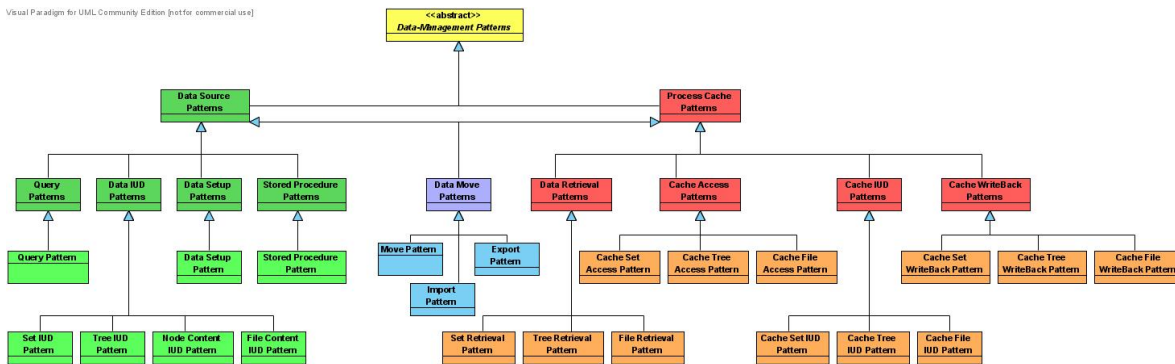 Visual Paradigm for UML Community Edition [not for commercial use]
<<abstract>>
Data-Management Patterns
Data Source
Patterns
Process Cache
Patterns
Query
Patterns
Data IUD
Patterns
Data Setup
Patterns
Stored Procedure
Patterns
Data Move
Patterns
Data Retrieval
Patterns
Cache Access
Patterns
Cache IUD
Patterns
Cache WriteBack
Patterns
Query Pattern
Data Setup
Pattern
Stored Procedure
Pattern
Move Pattern
Export
Pattern
Import
Pattern
Cache Set
Access Pattern
Cache Tree
Access Pattern
Cache File
Access Pattern
Cache Set
WriteBack Pattern
Cache Tree
WriteBack Pattern
Cache File
WriteBack Pattern
Set IUD
Pattern
Tree IUD
Pattern
Node Content
IUD Pattern
File Content
IUD Pattern
Set Retrieval
Pattern
Tree Retrieval
Pattern
File Retrieval
Pattern
Cache Set IUD
Pattern
Cache Tree
IUD Pattern
Cache File
IUD Pattern